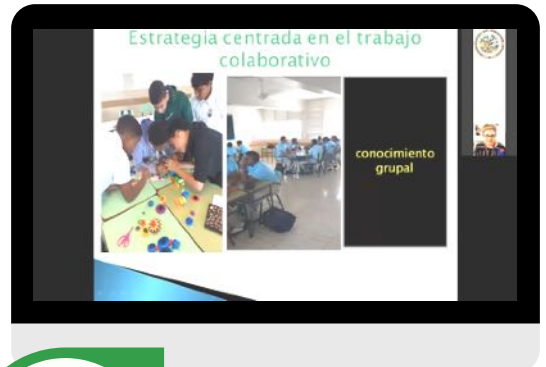 Estrategia centrada en el trabajo
colaborativo
conocimiento
grupal